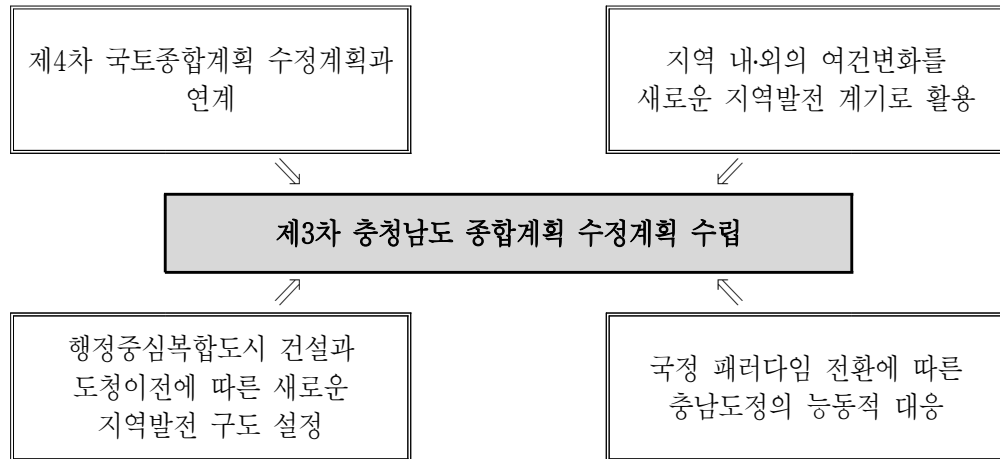 제4차 국토종합계획 수정계획과
연계
지역 내·외의 여건변화를
새로운 지역발전 계기로 활용
제3차 충청남도 종합계획 수정계획 수립
행정중심복합도시 건설과
도청이전에 따른 새로운
지역발전 구도 설정
국정 패러다임 전환에 따른
충남도정의 능동적 대응